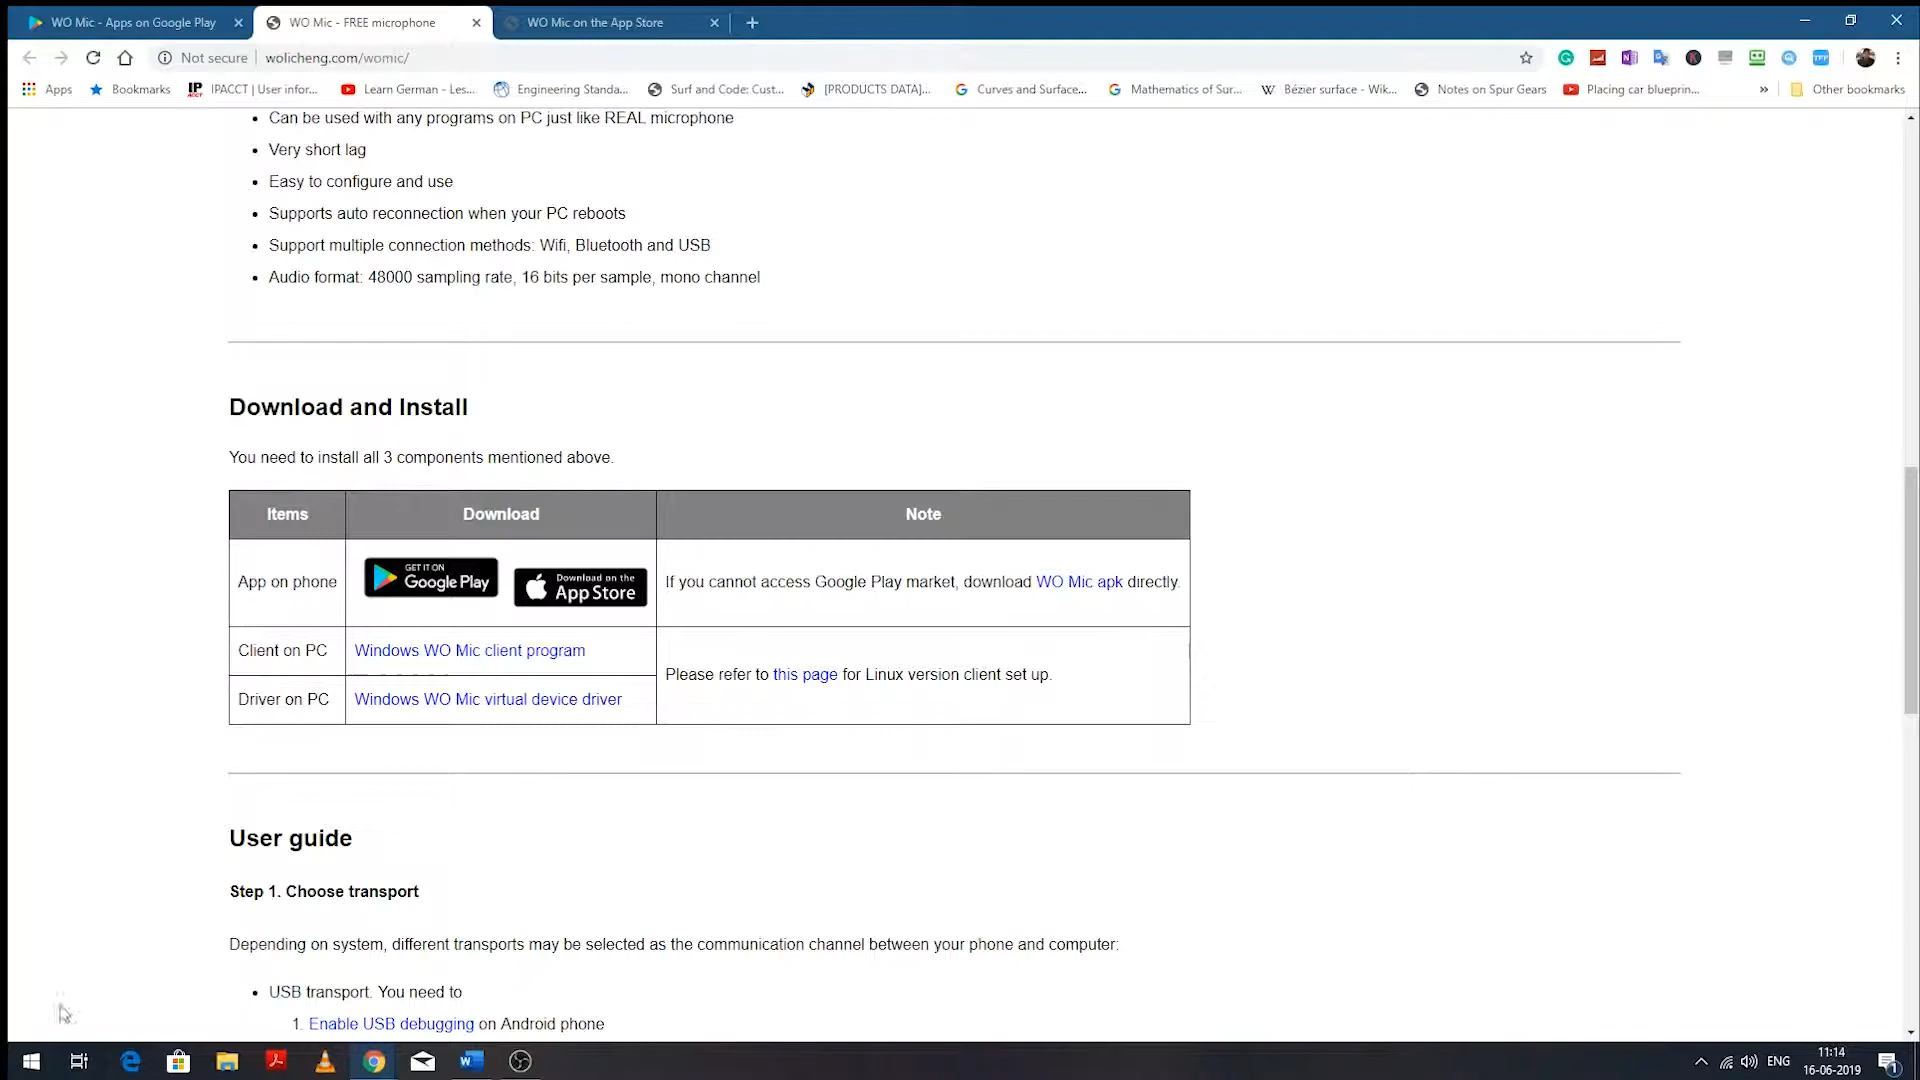 WO Mic - Apps on Google Play
WO Mic - FREE microphone
WO Mic on the App Store
Not secure
wolicheng.com/womic/
Apps
Bookmarks
IPACCT | User infor...
Learn German - Les...
Engineering Standa...
Surf and Code: Cust...
[PRODUCTS DATA]...
Curves and Surface...
Mathematics of Sur...
Bézier surface - Wik...
Notes on Spur Gears
Placing car blueprin...
»
Other bookmarks
• Can be used with any programs on PC just like REAL microphone
• Very short lag
• Easy to configure and use
• Supports auto reconnection when your PC reboots
• Support multiple connection methods: Wifi, Bluetooth and USB
• Audio format: 48000 sampling rate, 16 bits per sample, mono channel
Download and Install
You need to install all 3 components mentioned above.
Items Download Note
App on phone
GET IT ON
Google Play
Download on the
App Store
If you cannot access Google Play market, download WO Mic apk directly.
Client on PC
Windows WO Mic client program
Please refer to this page for Linux version client set up.
Driver on PC
Windows WO Mic virtual device driver
User guide
Step 1. Choose transport
Depending on system, different transports may be selected as the communication channel between your phone and computer:
• USB transport. You need to
1. Enable USB debugging on Android phone
ENG
11:14
16-06-2019
1